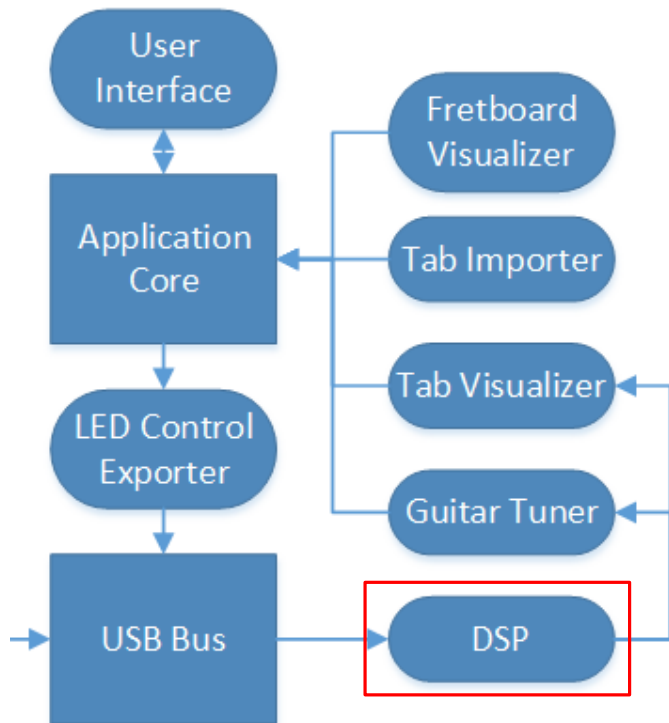 User
Interface
Fretboard
Visualizer
Application
Core
Tab Importer
Tab Visualizer
LED Control
Exporter
Guitar Tuner
USB Bus
DSP